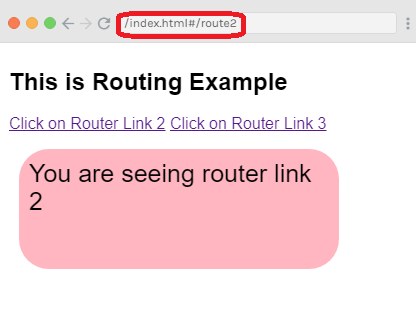 /index.html#/route2
This is Routing Example
Click on Router Link 2 Click on Router Link 3
You are seeing router link
2